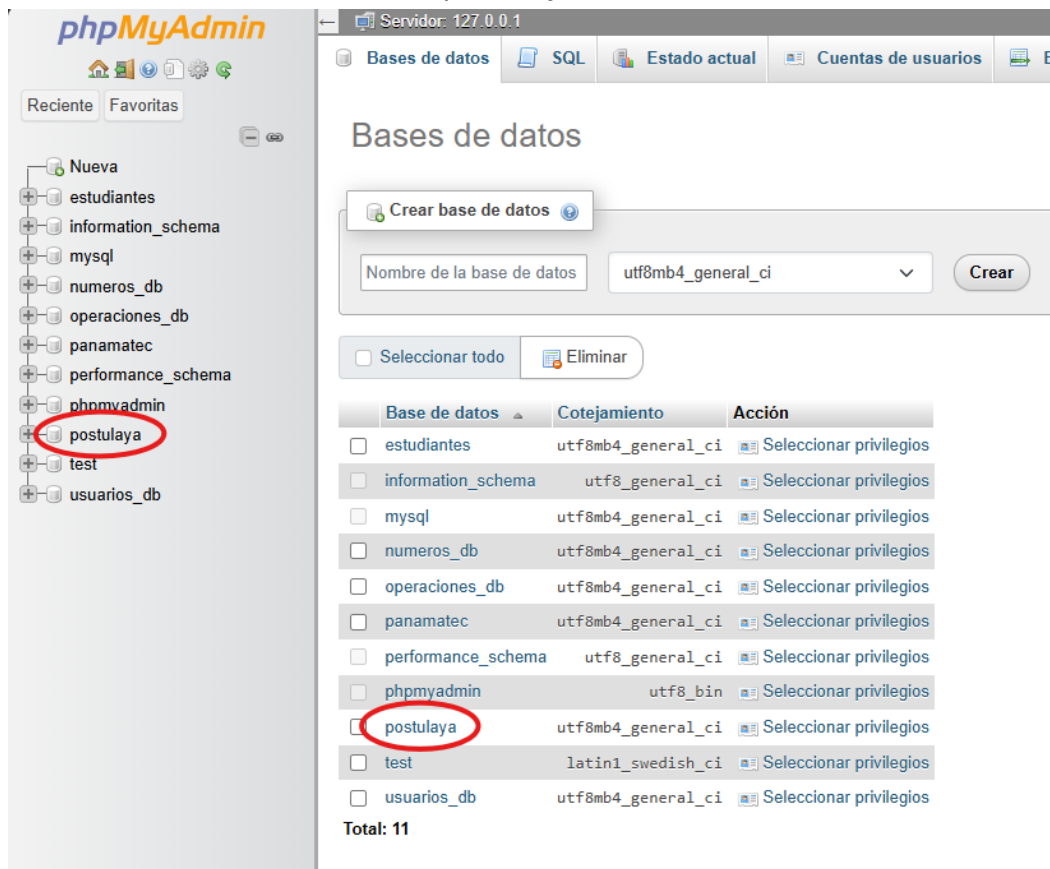 phpMyAdmin
Reciente Favoritas
Nueva
estudiantes
information_schema
mysql
numeros_db
operaciones_db
panamatec
performance_schema
phpmyadmin
postulaya
test
usuarios_db
Servidor: 127.0.0.1
Bases de datos SQL Estado actual Cuentas de usuarios
Bases de datos
Crear base de datos
Nombre de la base de datos utf8mb4_general_ci Crear
Seleccionar todo Eliminar
Base de datos Cotejamiento Acción
estudiantes utf8mb4_general_ci Seleccionar privilegios
information_schema utf8_general_ci Seleccionar privilegios
mysql utf8mb4_general_ci Seleccionar privilegios
numeros_db utf8mb4_general_ci Seleccionar privilegios
operaciones_db utf8mb4_general_ci Seleccionar privilegios
panamatec utf8mb4_general_ci Seleccionar privilegios
performance_schema utf8_general_ci Seleccionar privilegios
phpmyadmin utf8_bin Seleccionar privilegios
postulaya utf8mb4_general_ci Seleccionar privilegios
test latin1_swedish_ci Seleccionar privilegios
usuarios_db utf8mb4_general_ci Seleccionar privilegios
Total: 11